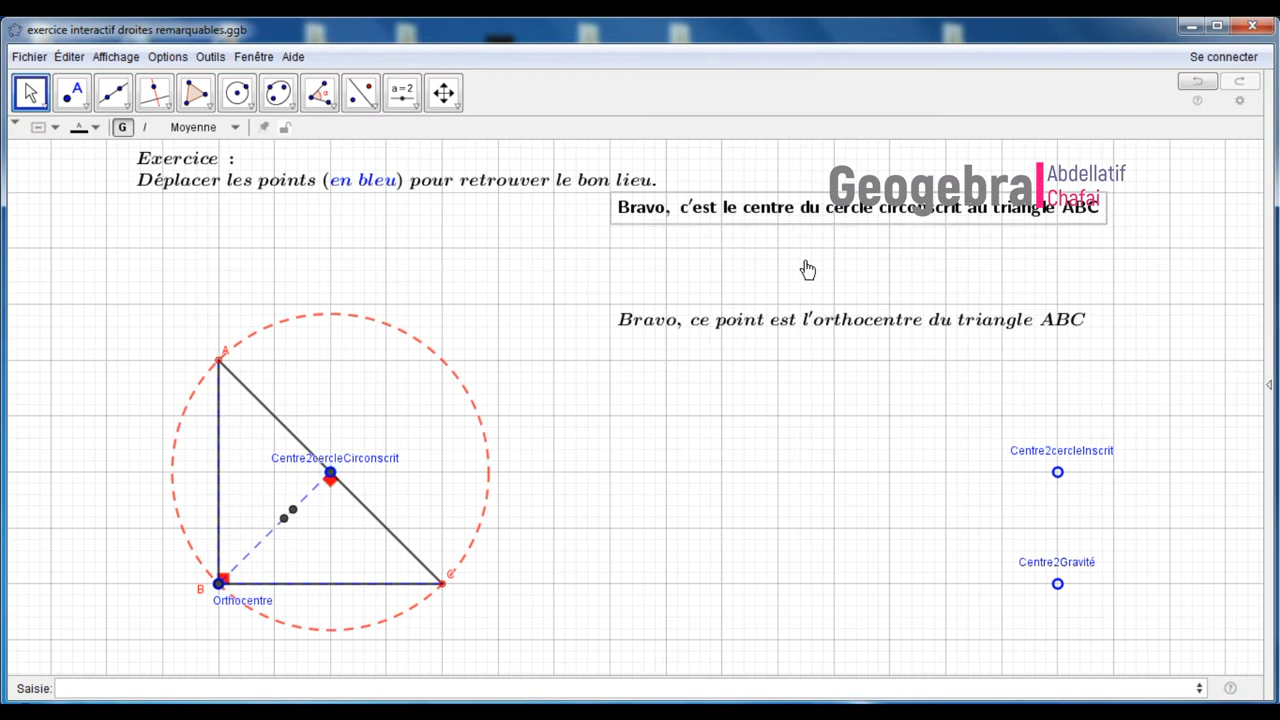 exercice interactif droites remarquables.ggb
Fichier Éditer Affichage Options Outils Fenêtre Aide Se connecter
A
a=2
A G I Moyenne
Exercice :
Déplacer les points (en bleu) pour retrouver le bon lieu.
Geogebra Abdellatif
Chafai
Bravo, c'est le centre du cercle circonscrit au triangle ABC
Bravo, ce point est l'orthocentre du triangle ABC
A
Centre2cercleCirconscrit
Centre2cercleInscrit
Centre2Gravité
C
B
Orthocentre
Saisie: